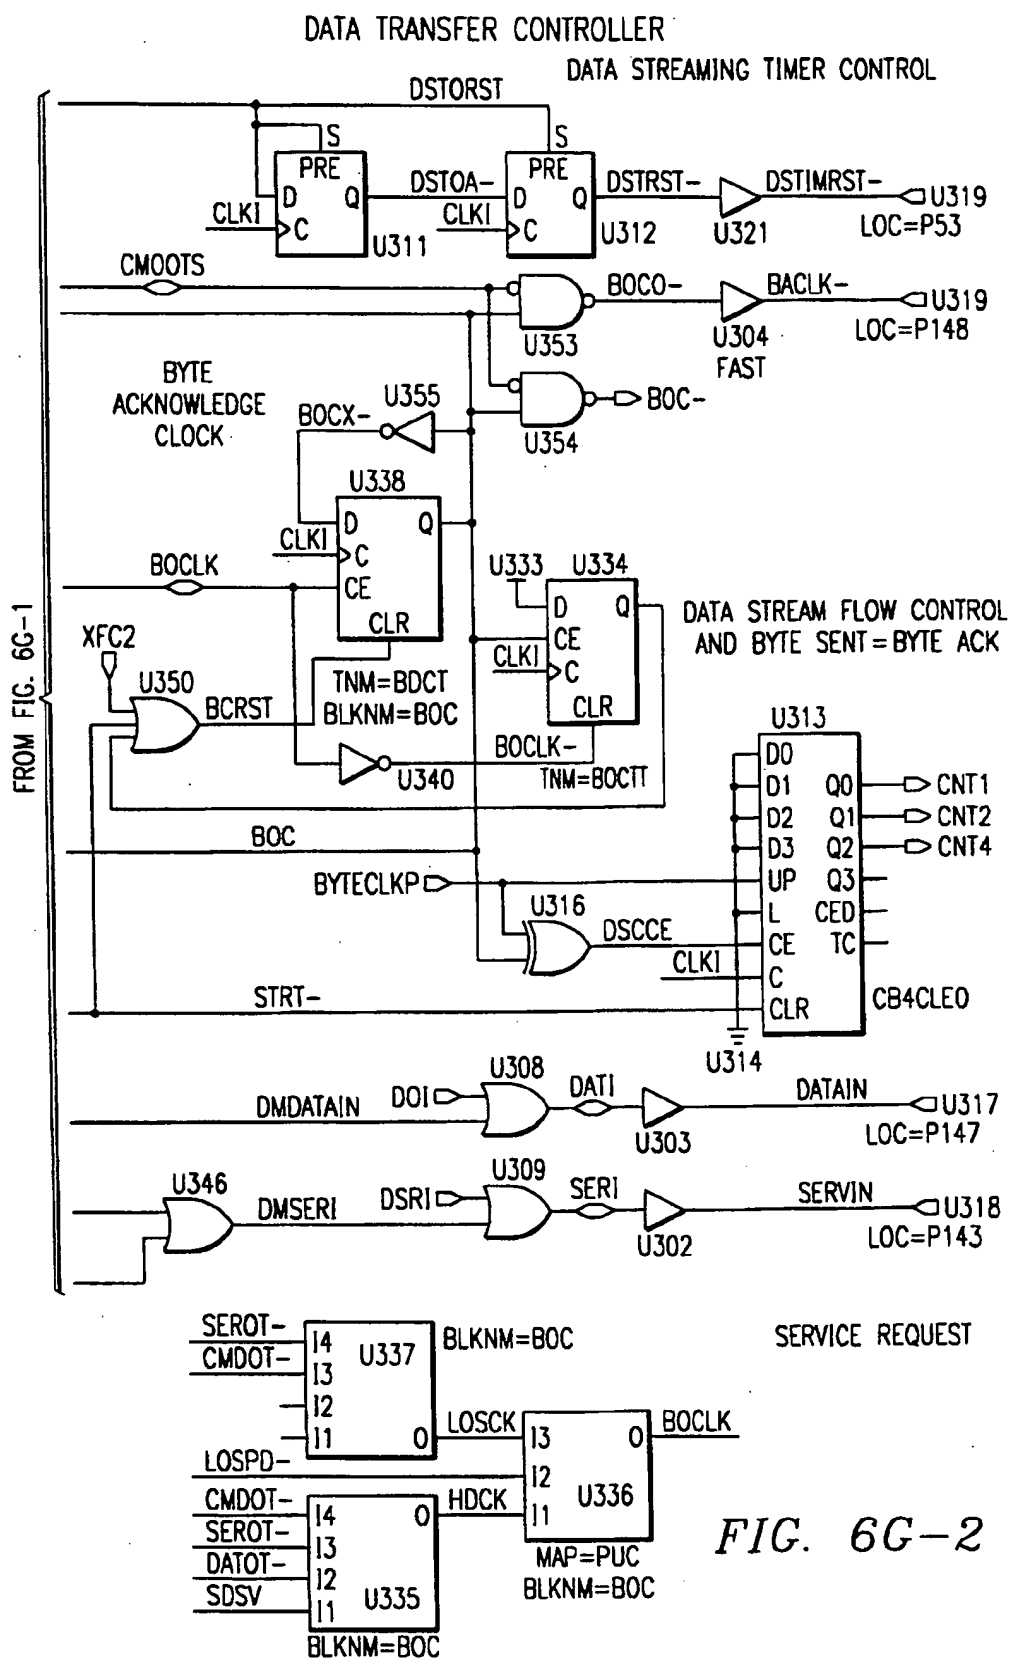 DATA TRANSFER CONTROLLER
DATA STREAMING TIMER CONTROL
DSTORST
S
S
PRE
PRE
D
Q
DSTOA-
D
Q
DSTRST-
DSTIMRST-
U319
CLKI
C
CLKI
C
U311
U312
U321
LOC=P53
CMOOTS
BOCO-
BACLK-
U319
U353
U304
LOC=P148
FAST
BYTE
ACKNOWLEDGE
CLOCK
U355
BOCX-
BOC-
U354
U338
D
Q
CLKI
C
BOCLK
CE
CLR
U333
U334
D
Q
CE
CLKI
C
CLR
DATA STREAM FLOW CONTROL
AND BYTE SENT=BYTE ACK
FROM FIG. 6G-1
XFC2
U350
BCRST
TNM=BDCT
BLKNM=BOC
BOCLK-
U340
TNM=BOCTT
U313
D0
D1
Q0
CNT1
D2
Q1
CNT2
BOC
D3
Q2
CNT4
BYTECLKP
UP
Q3
U316
L
CED
DSCCE
CE
TC
CLKI
C
STRT-
CLR
CB4CLE0
U314
U308
DOI
DATI
DATAIN
U317
DMDATAIN
U303
LOC=P147
U346
U309
DSRI
SERI
SERVIN
U318
DMSERI
U302
LOC=P143
SEROT-
I4
U337
BLKNM=BOC
SERVICE REQUEST
CMDOT-
I3
I2
I1
O
LOSCK
I3
O
BOCLK
LOSPD-
I2
CMDOT-
I4
O
HDCK
I1
U336
SEROT-
I3
DATOT-
I2
SDSV
I1
U335
MAP=PUC
BLKNM=BOC
BLKNM=BOC
FIG. 6G-2